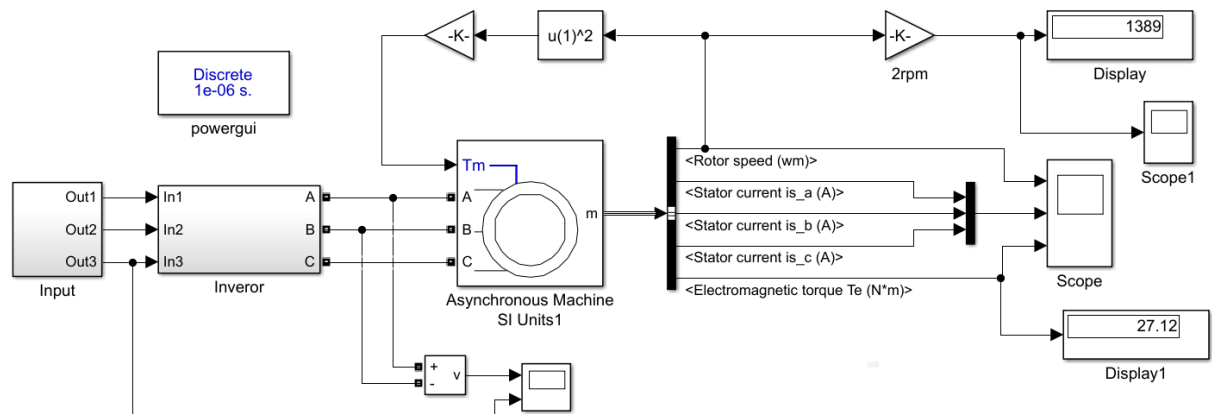 -K-
u(1)^2
-K-
2rpm
1389
Display
Discrete
1e-06 s.
powergui
Scope1
Tm
A
B
C
m
<Rotor speed (wm)>
<Stator current is_a (A)>
<Stator current is_b (A)>
<Stator current is_c (A)>
<Electromagnetic torque Te (N*m)>
Scope
Out1
Out2
Out3
Input
In1
In2
In3
A
B
C
Inveror
Asynchronous Machine
SI Units1
27.12
Display1
+
-
v